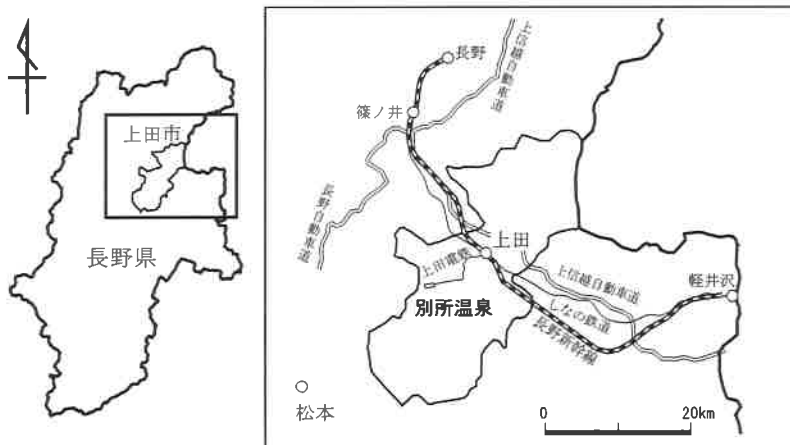 上田市
長野県
長野
上信越自動車道
篠ノ井
長野自動車道
上田
上田電鉄
別所温泉
上信越自動車道
軽井沢
しなの鉄道
長野新幹線
松本
0
20km